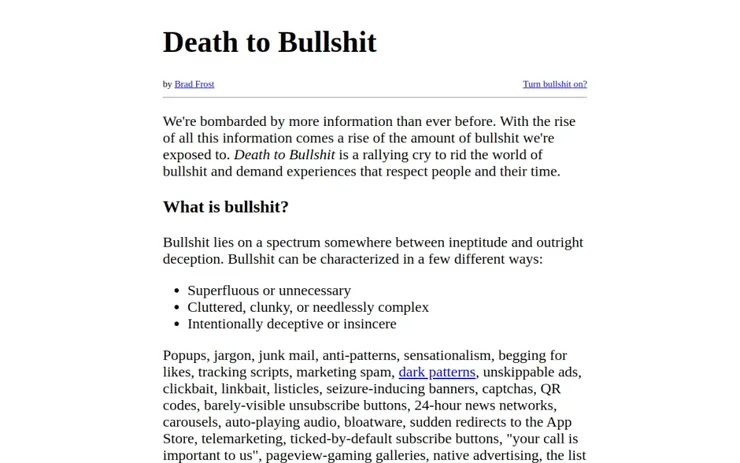 Death to Bullshit
by Brad Frost Turn bullshit on?
We're bombarded by more information than ever before. With the rise
of all this information comes a rise of the amount of bullshit we're
exposed to. Death to Bullshit is a rallying cry to rid the world of
bullshit and demand experiences that respect people and their time.
What is bullshit?
Bullshit lies on a spectrum somewhere between ineptitude and outright
deception. Bullshit can be characterized in a few different ways:
• Superfluous or unnecessary
• Cluttered, clunky, or needlessly complex
• Intentionally deceptive or insincere
Popups, jargon, junk mail, anti-patterns, sensationalism, begging for
likes, tracking scripts, marketing spam, dark patterns, unskippable ads,
clickbait, linkbait, listicles, seizure-inducing banners, captchas, QR
codes, barely-visible unsubscribe buttons, 24-hour news networks,
carousels, auto-playing audio, bloatware, sudden redirects to the App
Store, telemarketing, ticked-by-default subscribe buttons, "your call is
important to us", pageview-gaming galleries, native advertising, the list